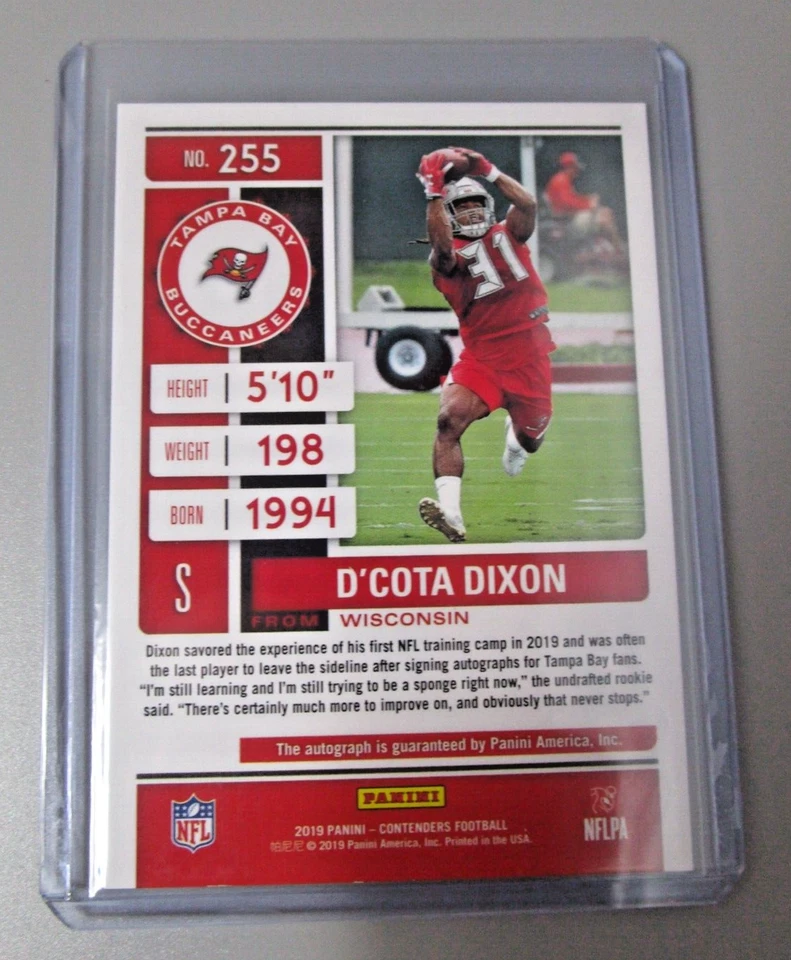 NO. 255
TAMPA BAY
BUCCANEERS
31
HEIGHT | 5'10"
WEIGHT | 198
BORN | 1994
S
D'COTA DIXON
FROM WISCONSIN
Dixon savored the experience of his first NFL training camp in 2019 and was often
the last player to leave the sideline after signing autographs for Tampa Bay fans.
“I'm still learning and I'm still trying to be a sponge right now,” the undrafted rookie
said. “There's certainly much more to improve on, and obviously that never stops.”
The autograph is guaranteed by Panini America, Inc.
PANINI
NFL
2019 PANINI – CONTENDERS FOOTBALL
帕尼尼 © 2019 Panini America, Inc. Printed in the USA.
NFLPA